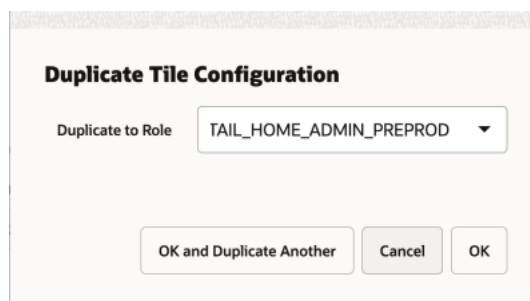 Duplicate Tile Configuration
Duplicate to Role TAIL_HOME_ADMIN_PREPROD
OK and Duplicate Another Cancel OK